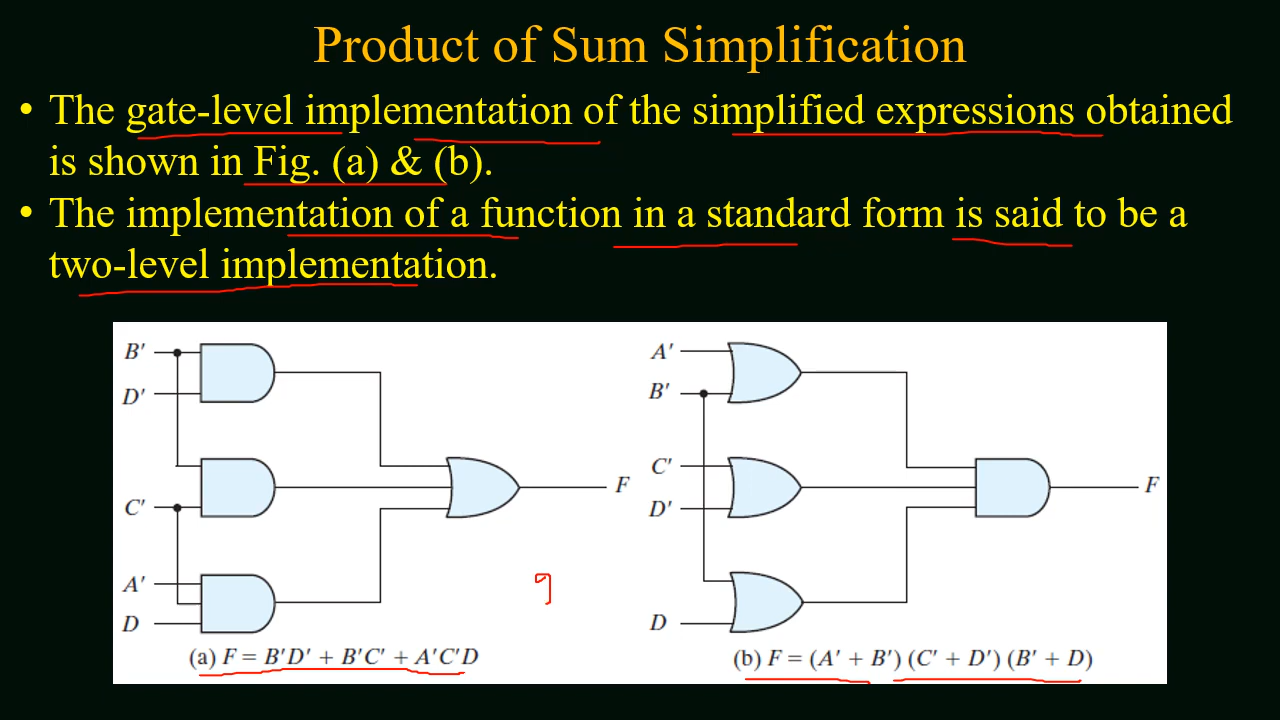 Product of Sum Simplification
• The gate-level implementation of the simplified expressions obtained
is shown in Fig. (a) & (b).
• The implementation of a function in a standard form is said to be a
two-level implementation.
B′
D′
C′
A′
D
F
(a) F = B′D′ + B′C′ + A′C′D
A′
B′
C′
D′
D
F
(b) F = (A′ + B′) (C′ + D′) (B′ + D)